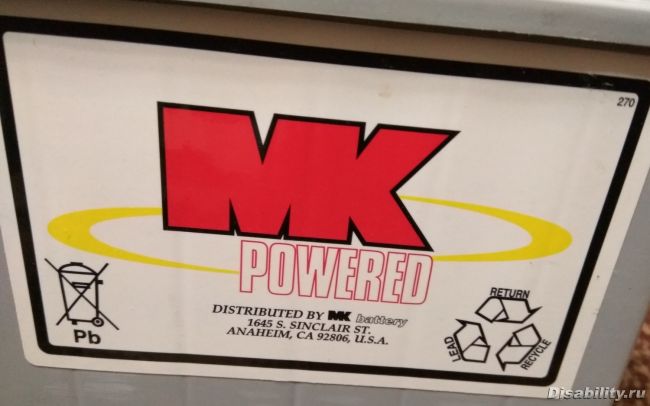 270
MK
POWERED
DISTRIBUTED BY MK battery
1645 S. SINCLAIR ST.
ANAHEIM, CA 92806, U.S.A.
Pb
RETURN
LEAD
RECYCLE
Disability.ru